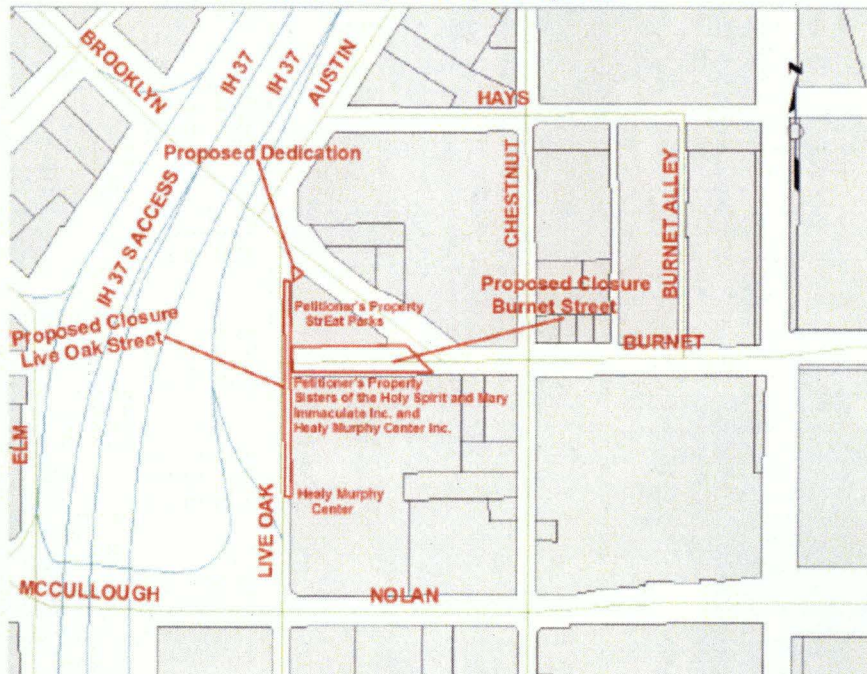 BROOKLYN
IH 37
IH 37
AUSTIN
HAYS
N
Proposed Dedication
CHESTNUT
BURNET ALLEY
IH 37 S ACCESS
Proposed Closure
Burnet Street
Petitioner's Property
StrEat Parks
Proposed Closure
Live Oak Street
BURNET
Petitioner's Property
Sisters of the Holy Spirit and Mary
Immaculate Inc. and
Healy Murphy Center Inc.
ELM
LIVE OAK
Healy Murphy
Center
MCCULLOUGH
NOLAN